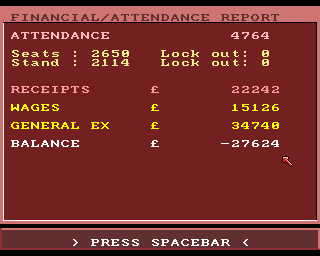 FINANCIAL/ATTENDANCE REPORT
ATTENDANCE 4764
Seats : 2650 Lock out: 0
Stand : 2114 Lock out: 0
RECEIPTS £ 22242
WAGES £ 15126
GENERAL EX £ 34740
BALANCE £ -27624
> PRESS SPACEBAR <